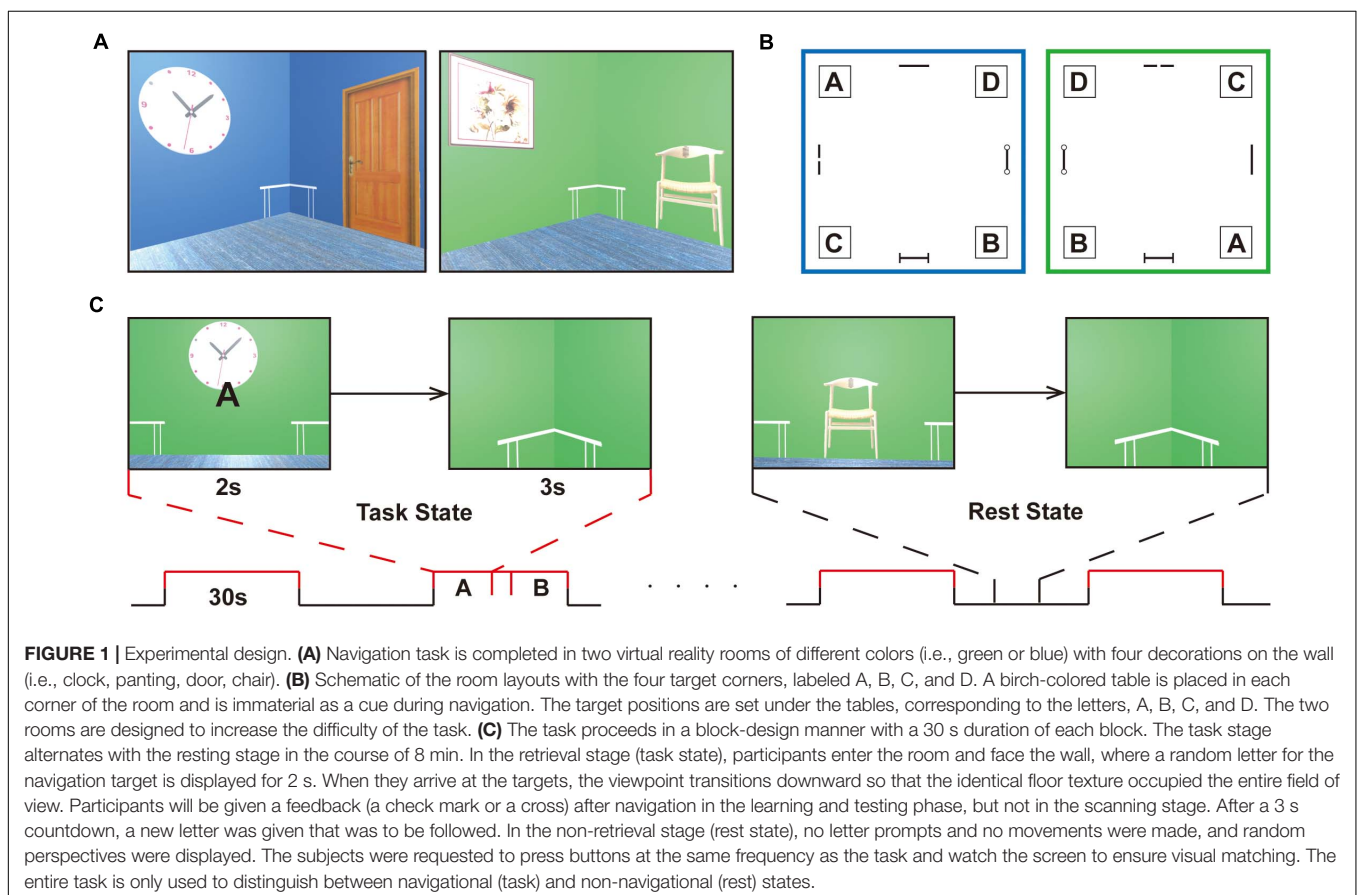 A
B
12
9
3
6
A
D
C
B
D
C
B
A
C
12
9
3
6
A
2s
3s
Task State
Rest State
30s
A
B
. . . .
FIGURE 1 | Experimental design. (A) Navigation task is completed in two virtual reality rooms of different colors (i.e., green or blue) with four decorations on the wall
(i.e., clock, panting, door, chair). (B) Schematic of the room layouts with the four target corners, labeled A, B, C, and D. A birch-colored table is placed in each
corner of the room and is immaterial as a cue during navigation. The target positions are set under the tables, corresponding to the letters, A, B, C, and D. The two
rooms are designed to increase the difficulty of the task. (C) The task proceeds in a block-design manner with a 30 s duration of each block. The task stage
alternates with the resting stage in the course of 8 min. In the retrieval stage (task state), participants enter the room and face the wall, where a random letter for the
navigation target is displayed for 2 s. When they arrive at the targets, the viewpoint transitions downward so that the identical floor texture occupied the entire field of
view. Participants will be given a feedback (a check mark or a cross) after navigation in the learning and testing phase, but not in the scanning stage. After a 3 s
countdown, a new letter was given that was to be followed. In the non-retrieval stage (rest state), no letter prompts and no movements were made, and random
perspectives were displayed. The subjects were requested to press buttons at the same frequency as the task and watch the screen to ensure visual matching. The
entire task is only used to distinguish between navigational (task) and non-navigational (rest) states.